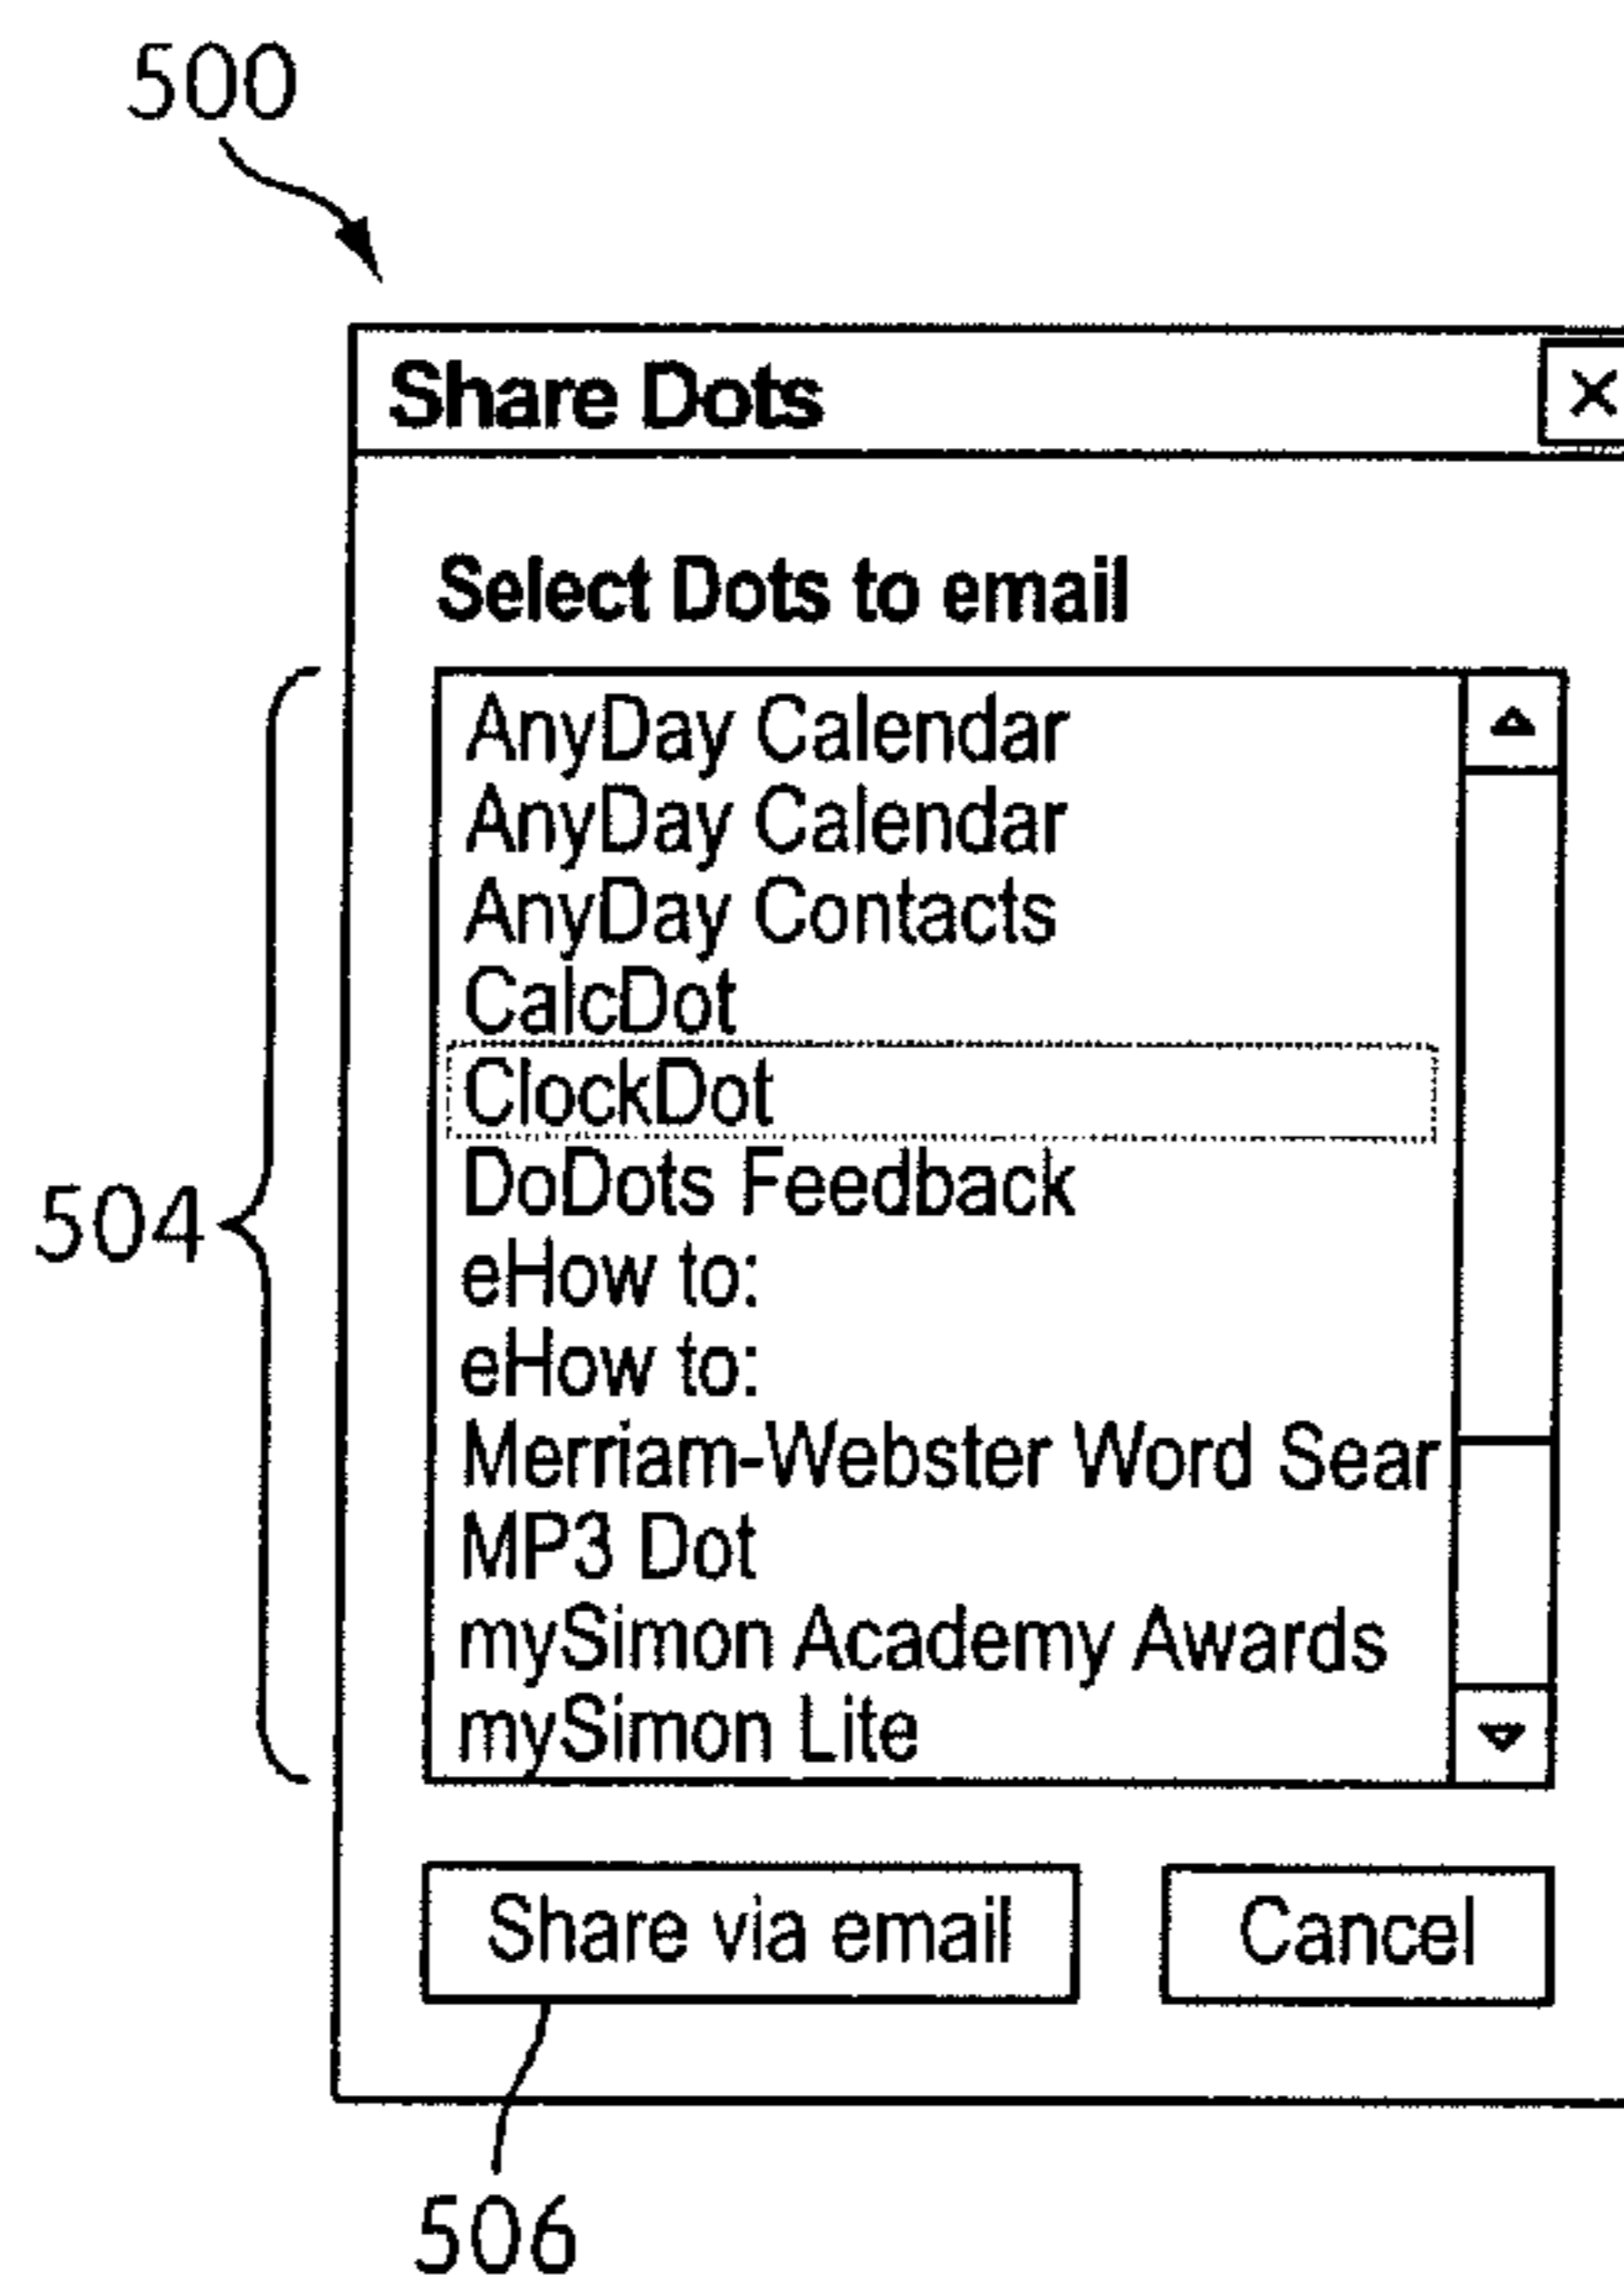 500
Share Dots
Select Dots to email
AnyDay Calendar
AnyDay Calendar
AnyDay Contacts
CalcDot
ClockDot
DoDots Feedback
504
eHow to:
eHow to:
Merriam-Webster Word Sear
MP3 Dot
mySimon Academy Awards
mySimon Lite
Share via email
Cancel
506